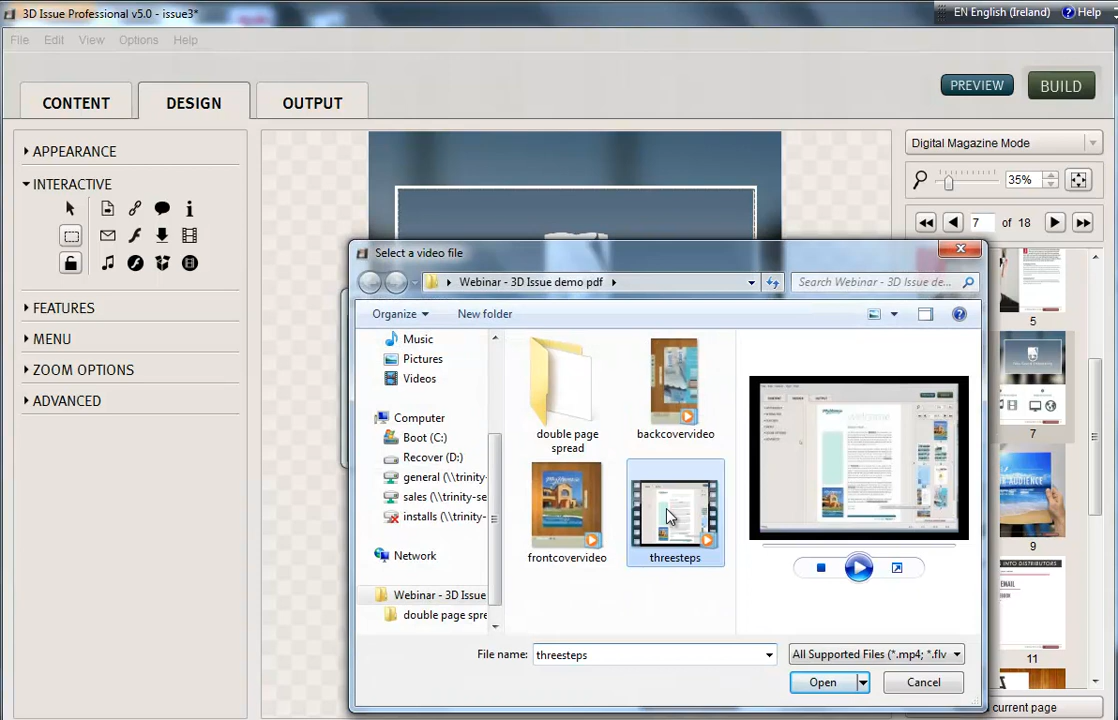 3D Issue Professional v5.0 - issue3*
EN English (Ireland)
Help
File Edit View Options Help
CONTENT
DESIGN
OUTPUT
PREVIEW
BUILD
APPEARANCE
INTERACTIVE
FEATURES
MENU
ZOOM OPTIONS
ADVANCED
Digital Magazine Mode
35%
7 of 18
5
7
9
11
current page
Select a video file
Webinar - 3D Issue demo pdf
Search Webinar - 3D Issue de...
Organize
New folder
Music
Pictures
Videos
Computer
Boot (C:)
Recover (D:)
general (\\trinity-
sales (\\trinity-se
installs (\\trinity-
Network
Webinar - 3D Issue
double page spre
double page
spread
backcovervideo
frontcovervideo
threesteps
File name:
threesteps
All Supported Files (*.mp4; *.flv
Open
Cancel